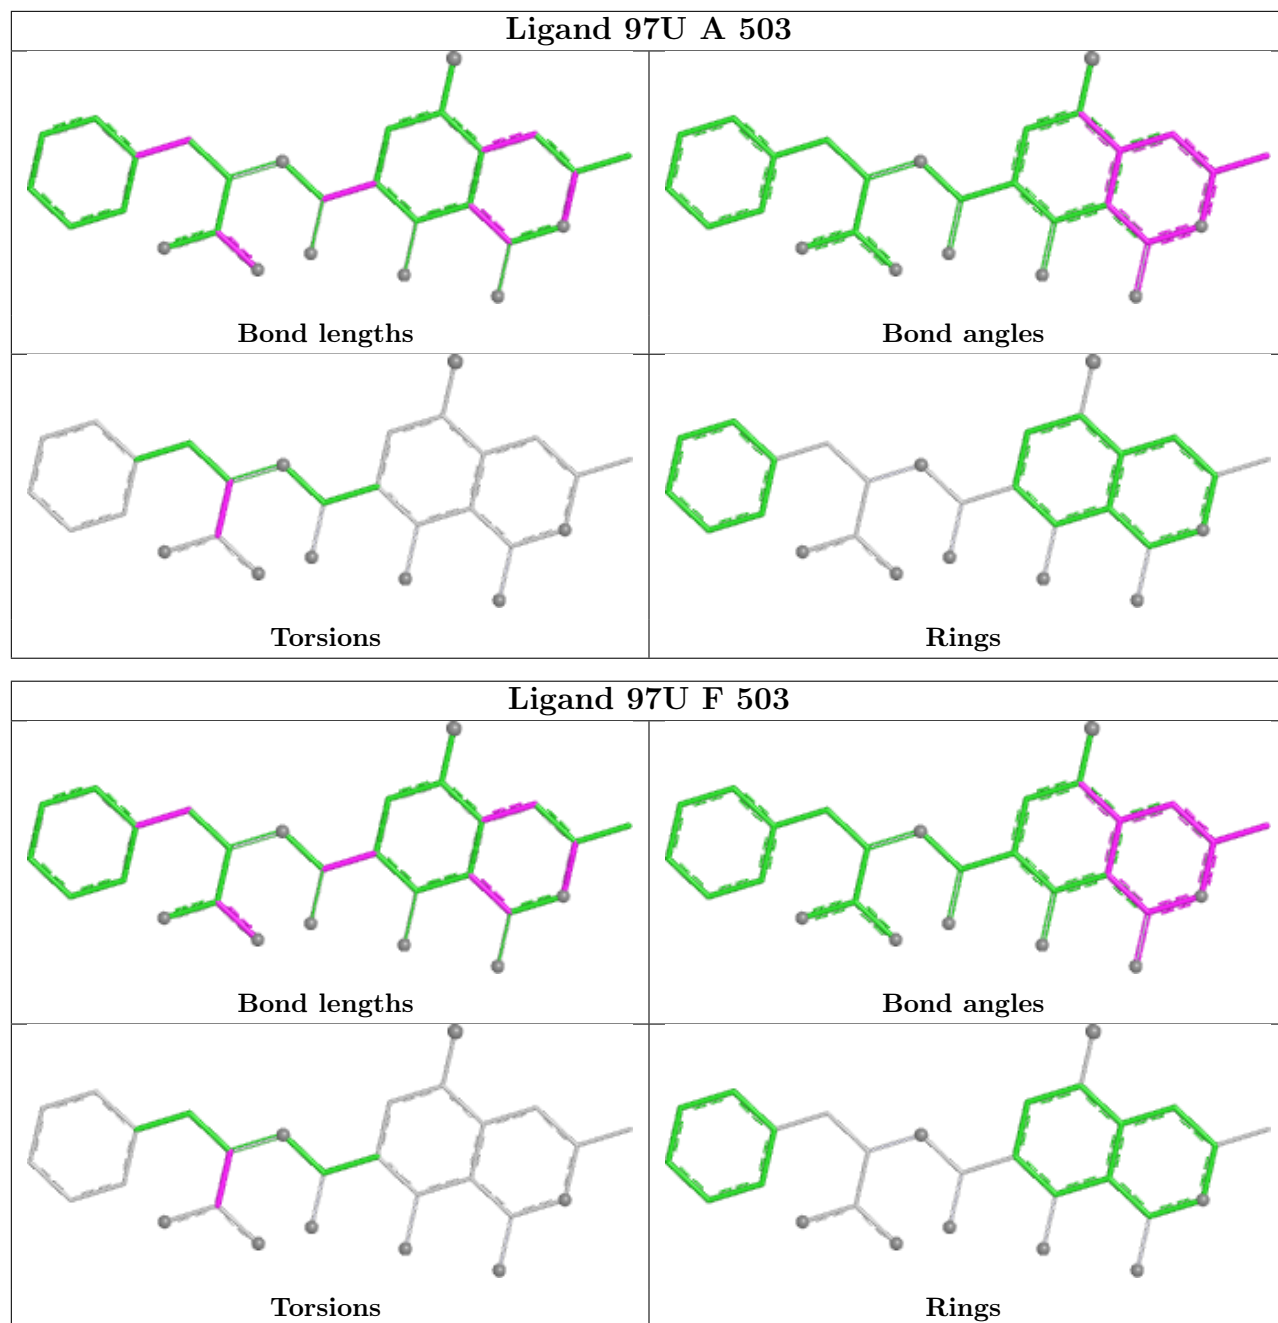 Ligand 97U A 503
Bond lengths
Bond angles
Torsions
Rings
Ligand 97U F 503
Bond lengths
Bond angles
Torsions
Rings